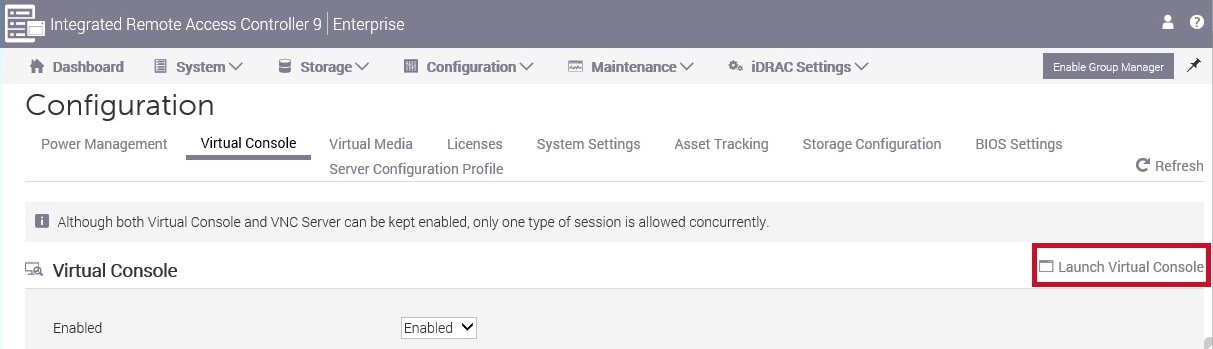 Integrated Remote Access Controller 9 | Enterprise
Dashboard System Storage Configuration Maintenance iDRAC Settings Enable Group Manager
Configuration
Power Management Virtual Console Virtual Media Licenses System Settings Asset Tracking Storage Configuration BIOS Settings
Server Configuration Profile
Refresh
Although both Virtual Console and VNC Server can be kept enabled, only one type of session is allowed concurrently.
Virtual Console Launch Virtual Console
Enabled Enabled